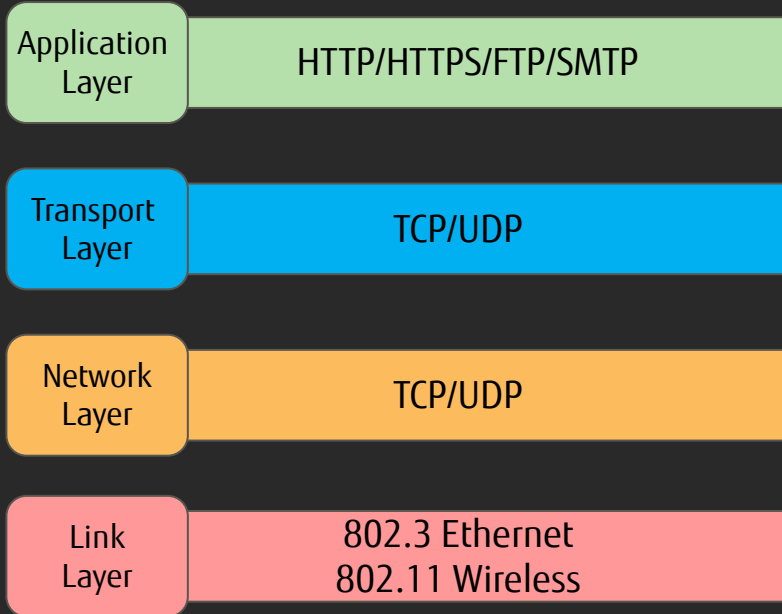 Application
Layer
HTTP/HTTPS/FTP/SMTP
Transport
Layer
TCP/UDP
Network
Layer
TCP/UDP
Link
Layer
802.3 Ethernet
802.11 Wireless